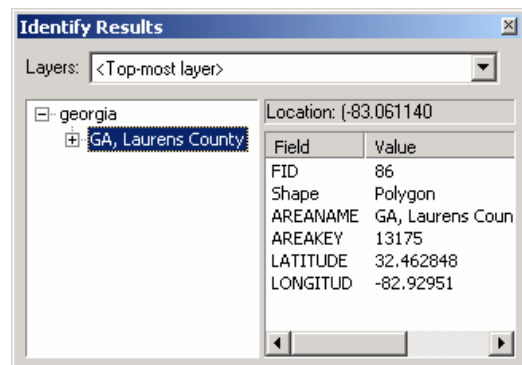 Identify Results
Layers: <Top-most layer>
georgia
GA, Laurens County
Location: (-83.061140
Field Value
FID 86
Shape Polygon
AREANAME GA, Laurens Coun
AREAKEY 13175
LATITUDE 32.462848
LONGITUD -82.92951